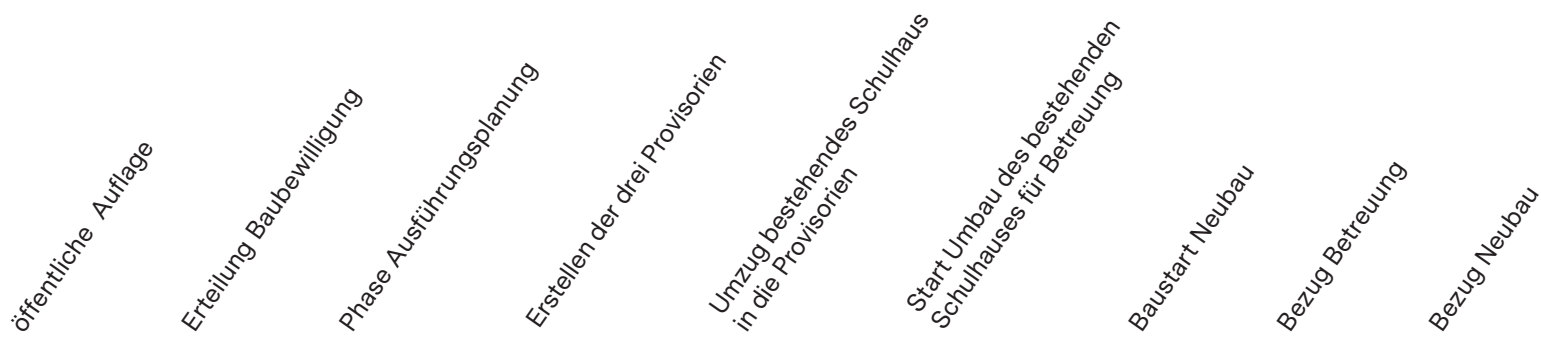 öffentliche Auflage
Erteilung Baubewilligung
Phase Ausführungsplanung
Erstellen der drei Provisorien
Umzug bestehendes Schulhaus
in die Provisorien
Start Umbau des bestehenden
Schulhauses für Betreuung
Baustart Neubau
Bezug Betreuung
Bezug Neubau